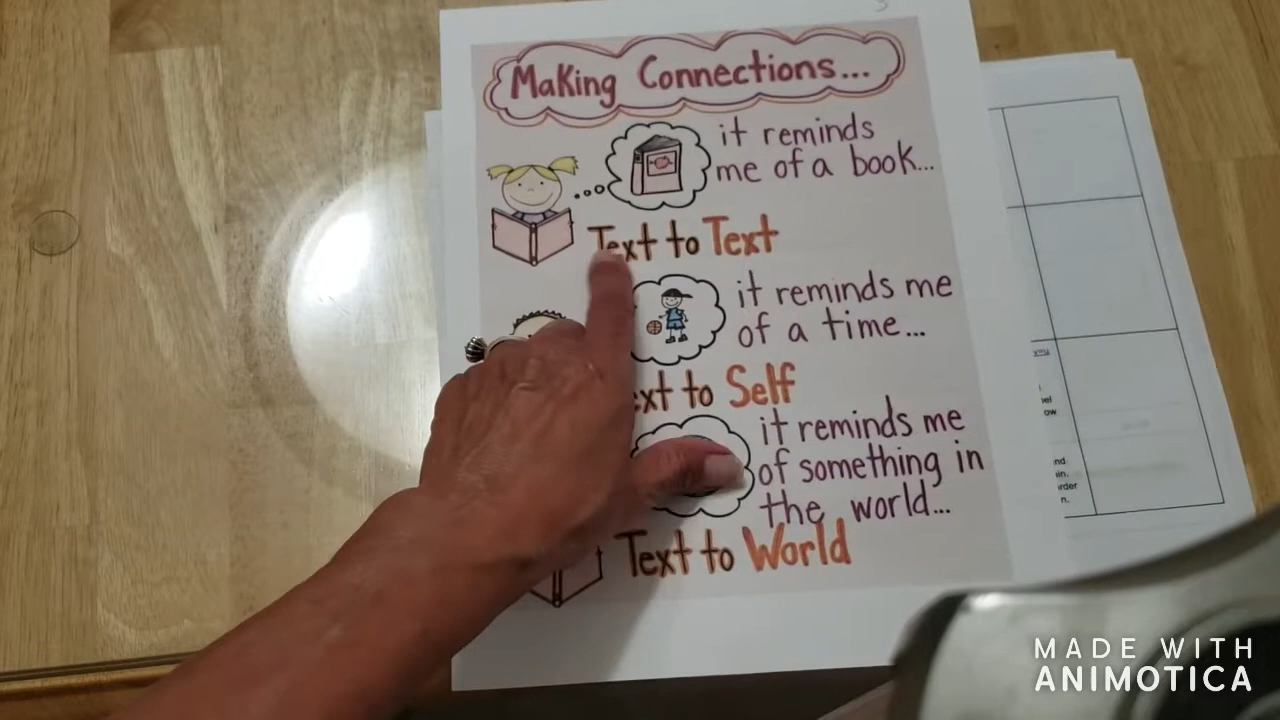 Making Connections...
it reminds
me of a book...
Text to Text
it reminds me
of a time...
to Self
it reminds me
of something in
the world...
Text to World
MADE WITH
ANIMOTICA